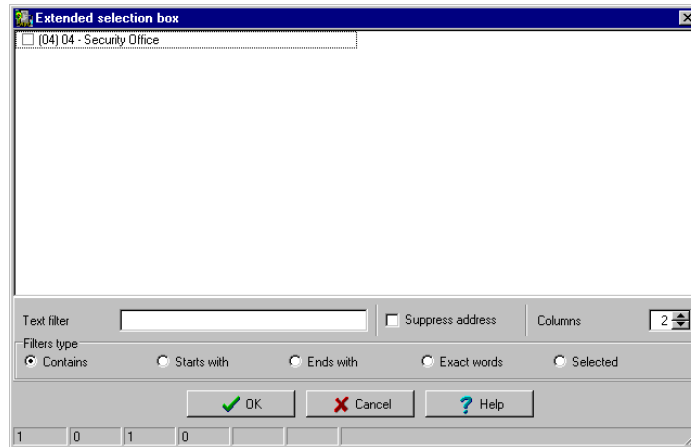 Extended selection box
(04) 04 - Security Office
Text filter
Suppress address
Columns
2
Filters type
Contains
Starts with
Ends with
Exact words
Selected
OK
Cancel
Help
1
0
1
0